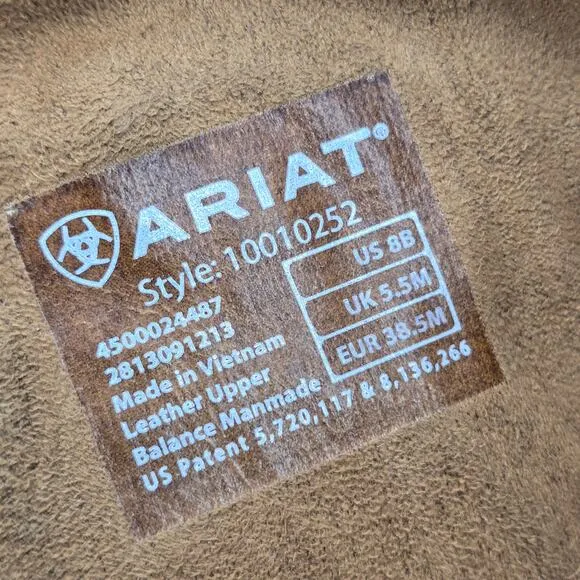 ARIAT®
Style: 10010252
US 8B
UK 5.5M
EUR 38.5M
4500024487
2813091213
Made in Vietnam
Leather Upper
Balance Manmade
US Patent 5,720,117 & 8,136,266